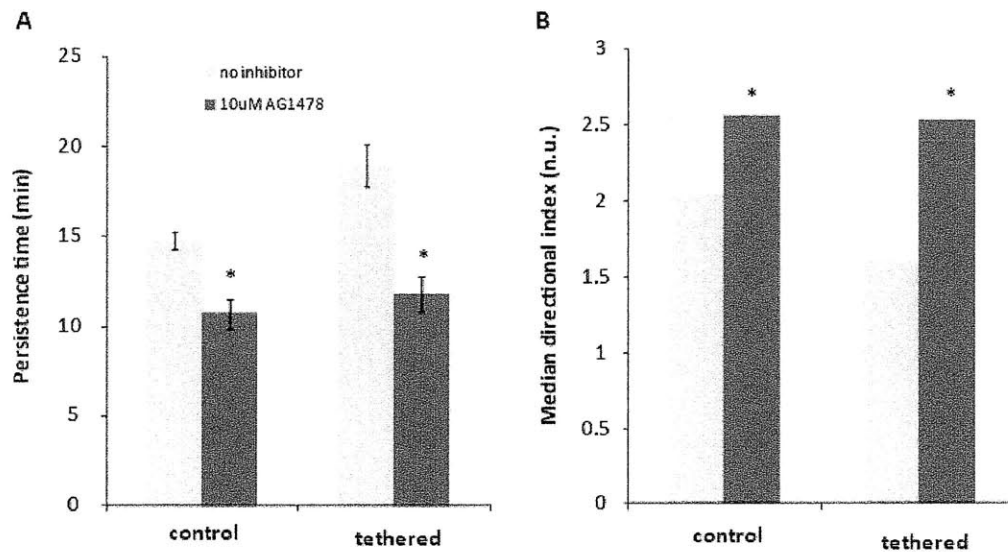 A
25
20
15
10
5
0
Persistence time (min)
no inhibitor
10uM AG1478
*
*
control
tethered
B
3
2.5
2
1.5
1
0.5
0
Median directional index (n.u.)
*
*
control
tethered